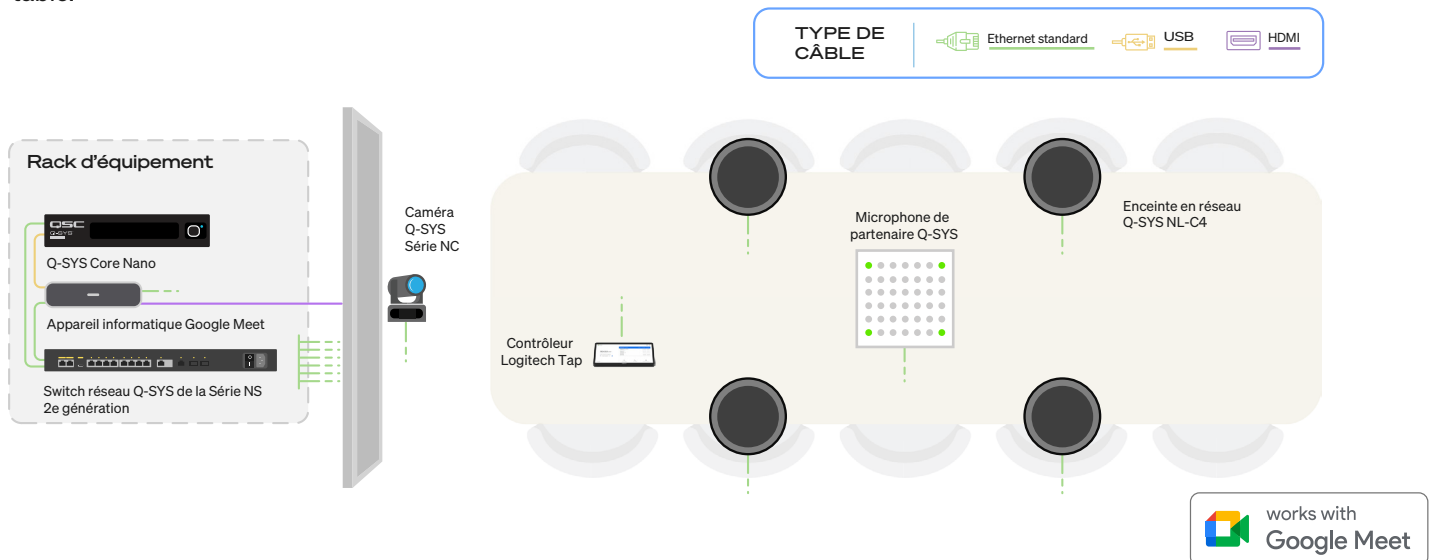 TYPE DE
CÂBLE
Ethernet standard
USB
HDMI
Rack d'équipement
QSC
Q-SYS
Q-SYS Core Nano
Appareil informatique Google Meet
Switch réseau Q-SYS de la Série NS
2e génération
Caméra
Q-SYS
Série NC
Contrôleur
Logitech Tap
Microphone de
partenaire Q-SYS
Enceinte en réseau
Q-SYS NL-C4
works with
Google Meet